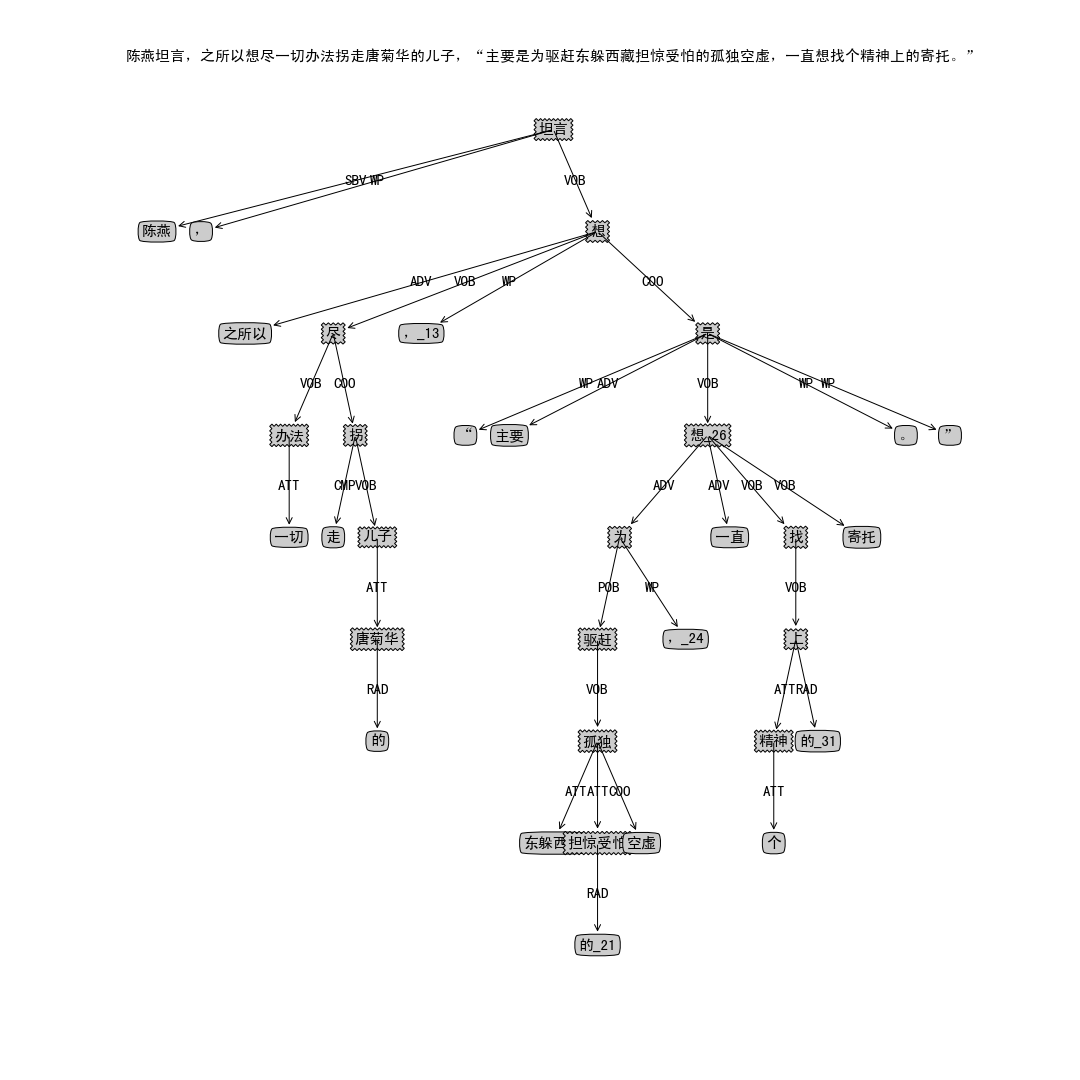 陈燕坦言，之所以想尽一切办法拐走唐菊华的儿子，“主要是为驱赶东躲西藏担惊受怕的孤独空虚，一直想找个精神上的寄托。”
坦言
SBV WP VOB
陈燕 ， 想
ADV VOB WP COO
之所以 尽 ，_13 是
VOB COO WP ADV VOB WP WP
办法 拐 “ 主要 想_26 。 ”
ATT CMP VOB ADV ADV VOB VOB
一切 走 儿子 为 一直 找 寄托
ATT POB WP VOB
唐菊华 驱赶 ，_24 上
RAD VOB ATT RAD
的 孤独 精神 的_31
ATT ATT COO ATT
东躲西 担惊受怕 空虚 个
RAD
的_21